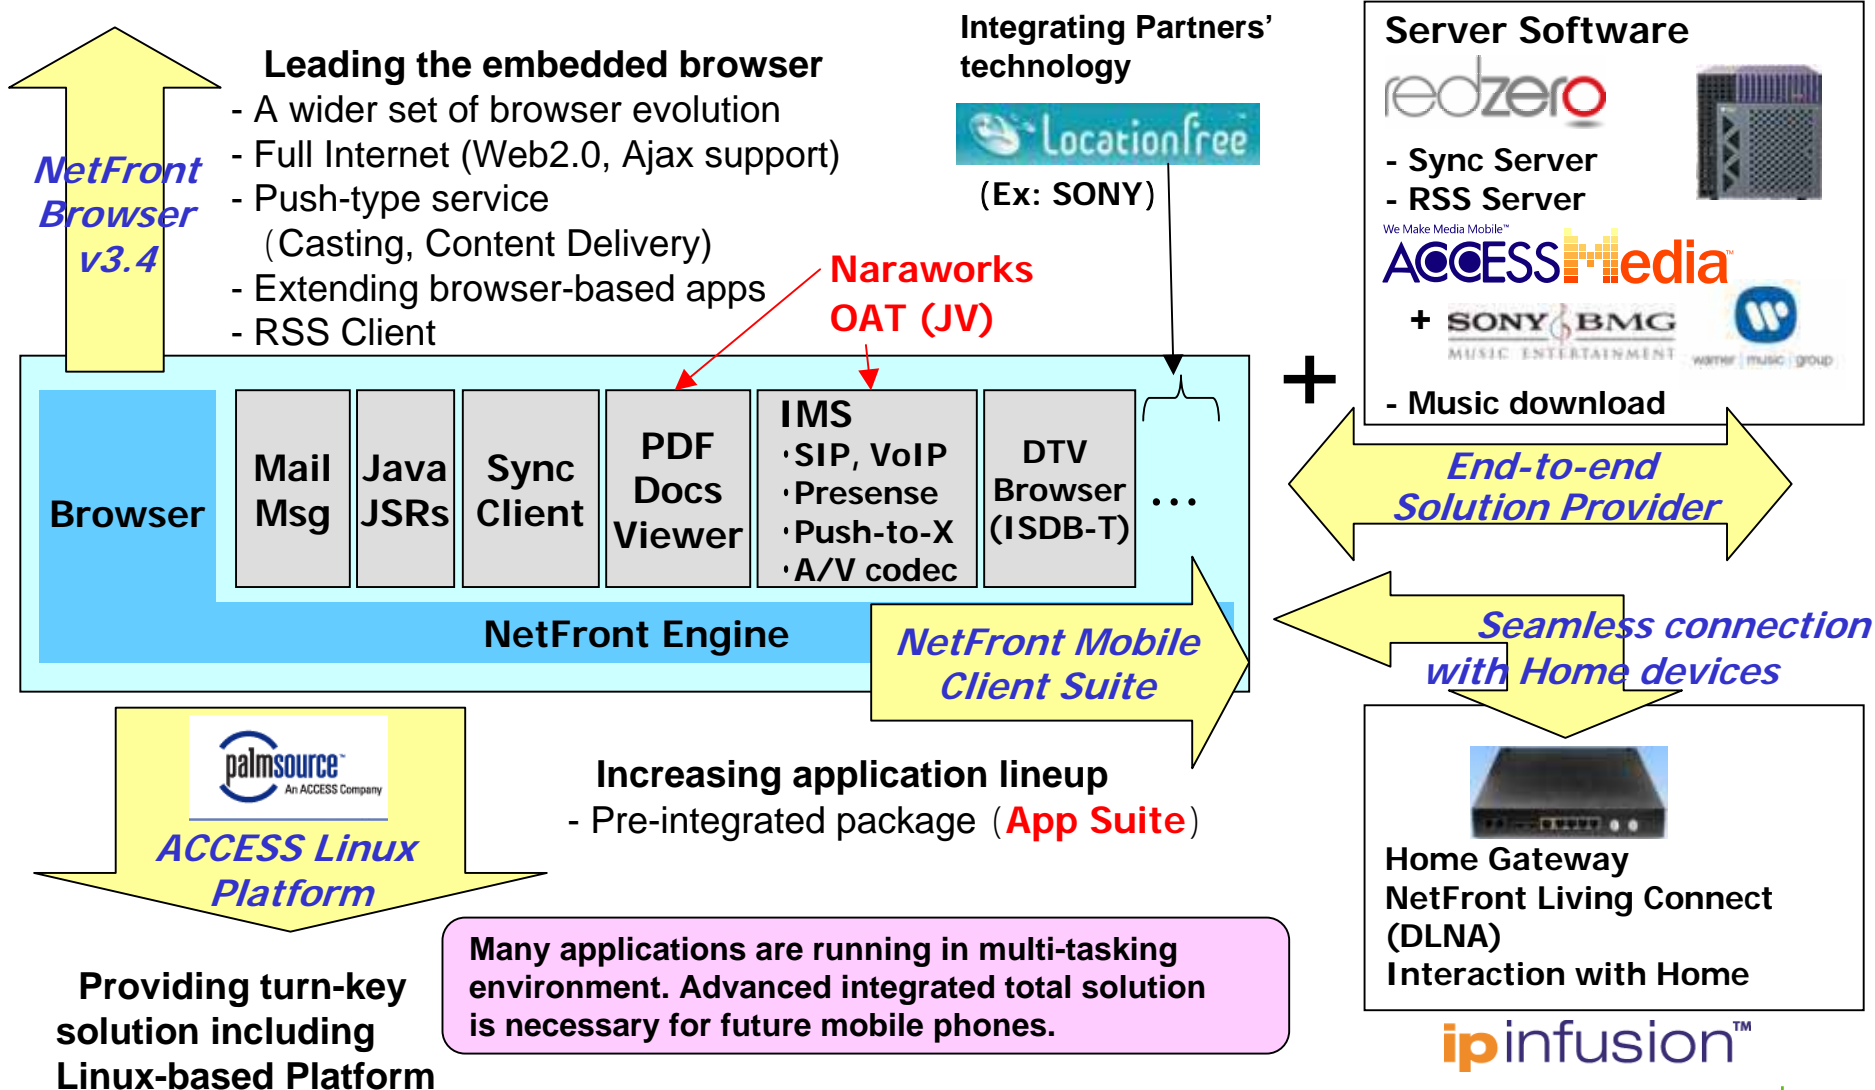 NetFront
Browser
v3.4
Leading the embedded browser
- A wider set of browser evolution
- Full Internet (Web2.0, Ajax support)
- Push-type service
(Casting, Content Delivery)
- Extending browser-based apps
- RSS Client
Integrating Partners’
technology
Locationfree
(Ex: SONY)
Naraworks
OAT (JV)
Server Software
redzero
- Sync Server
- RSS Server
We Make Media Mobile™
ACCESS Media™
+ SONY BMG
MUSIC ENTERTAINMENT
warner music group
- Music download
+
Browser
Mail
Msg
Java
JSRs
Sync
Client
PDF
Docs
Viewer
IMS
・SIP, VoIP
・Presense
・Push-to-X
・A/V codec
DTV
Browser
(ISDB-T)
...
NetFront Engine
NetFront Mobile
Client Suite
End-to-end
Solution Provider
Seamless connection
with Home devices
palmsource™
An ACCESS Company
ACCESS Linux
Platform
Increasing application lineup
- Pre-integrated package (App Suite)
Home Gateway
NetFront Living Connect
(DLNA)
Interaction with Home
Many applications are running in multi-tasking
environment. Advanced integrated total solution
is necessary for future mobile phones.
Providing turn-key
solution including
Linux-based Platform
ipinfusion™